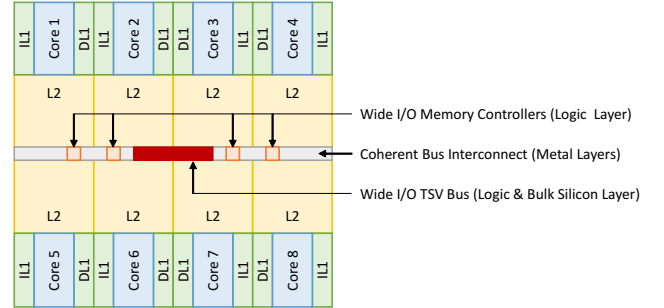 IL1 Core 1 DL1 IL1 Core 2 DL1 DL1 Core 3 IL1 DL1 Core 4 IL1
L2 L2 L2 L2
Wide I/O Memory Controllers (Logic Layer)
Coherent Bus Interconnect (Metal Layers)
Wide I/O TSV Bus (Logic & Bulk Silicon Layer)
L2 L2 L2 L2
IL1 Core 5 DL1 IL1 Core 6 DL1 DL1 Core 7 IL1 DL1 Core 8 IL1